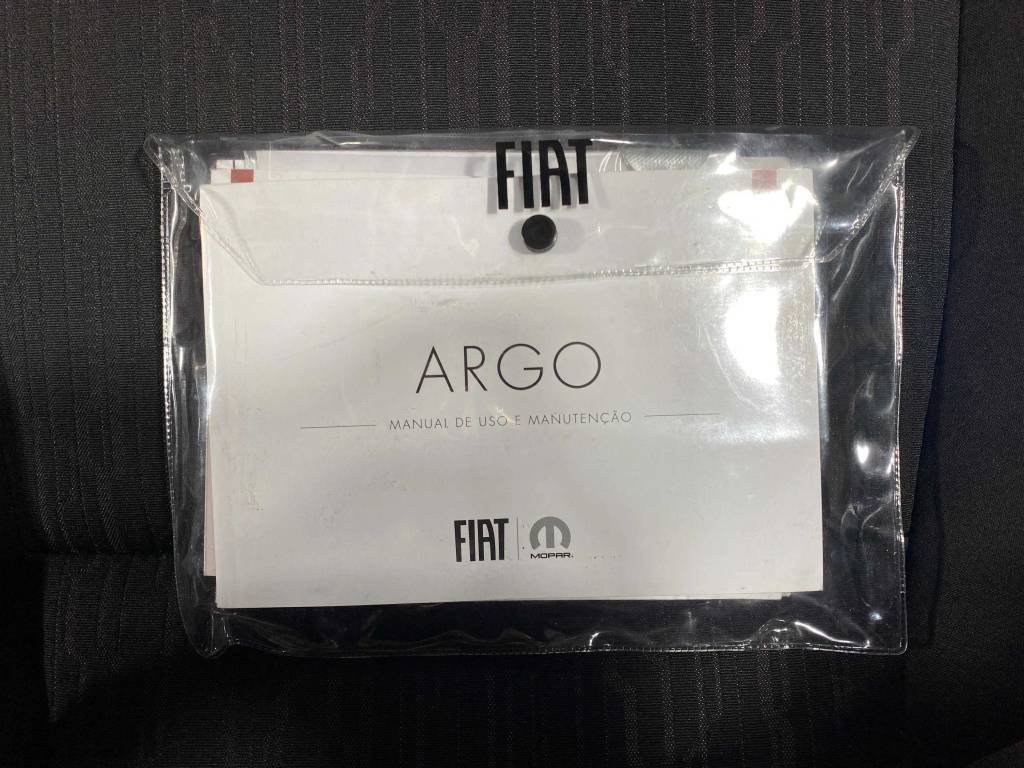 FIAT
ARGO
MANUAL DE USO E MANUTENÇÃO
FIAT MOPAR.